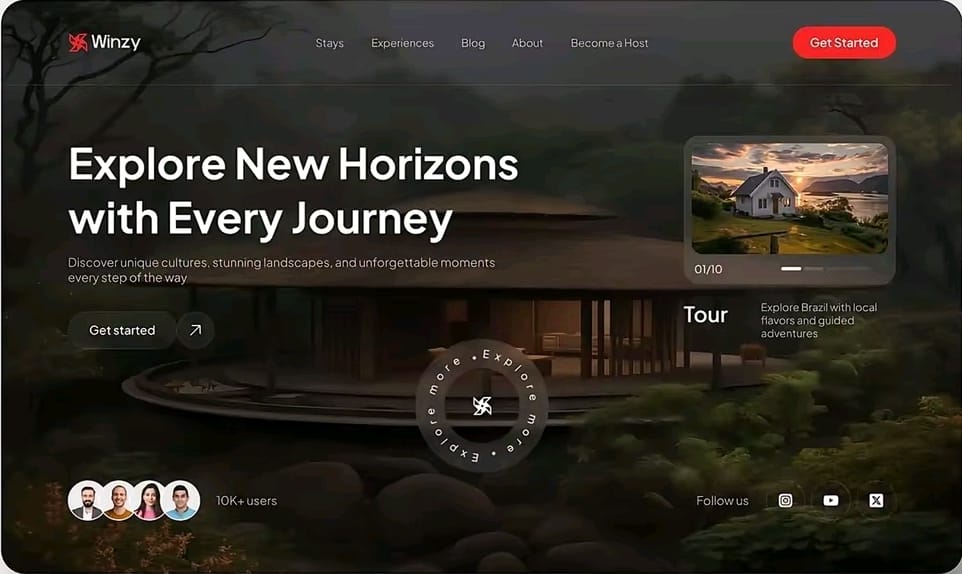 Winzy
Stays
Experiences
Blog
About
Become a Host
Get Started
Explore New Horizons
with Every Journey
Discover unique cultures, stunning landscapes, and unforgettable moments
every step of the way
Get started
01/10
Tour
Explore Brazil with local
flavors and guided
adventures
Explore more • Explore more •
10K+ users
Follow us